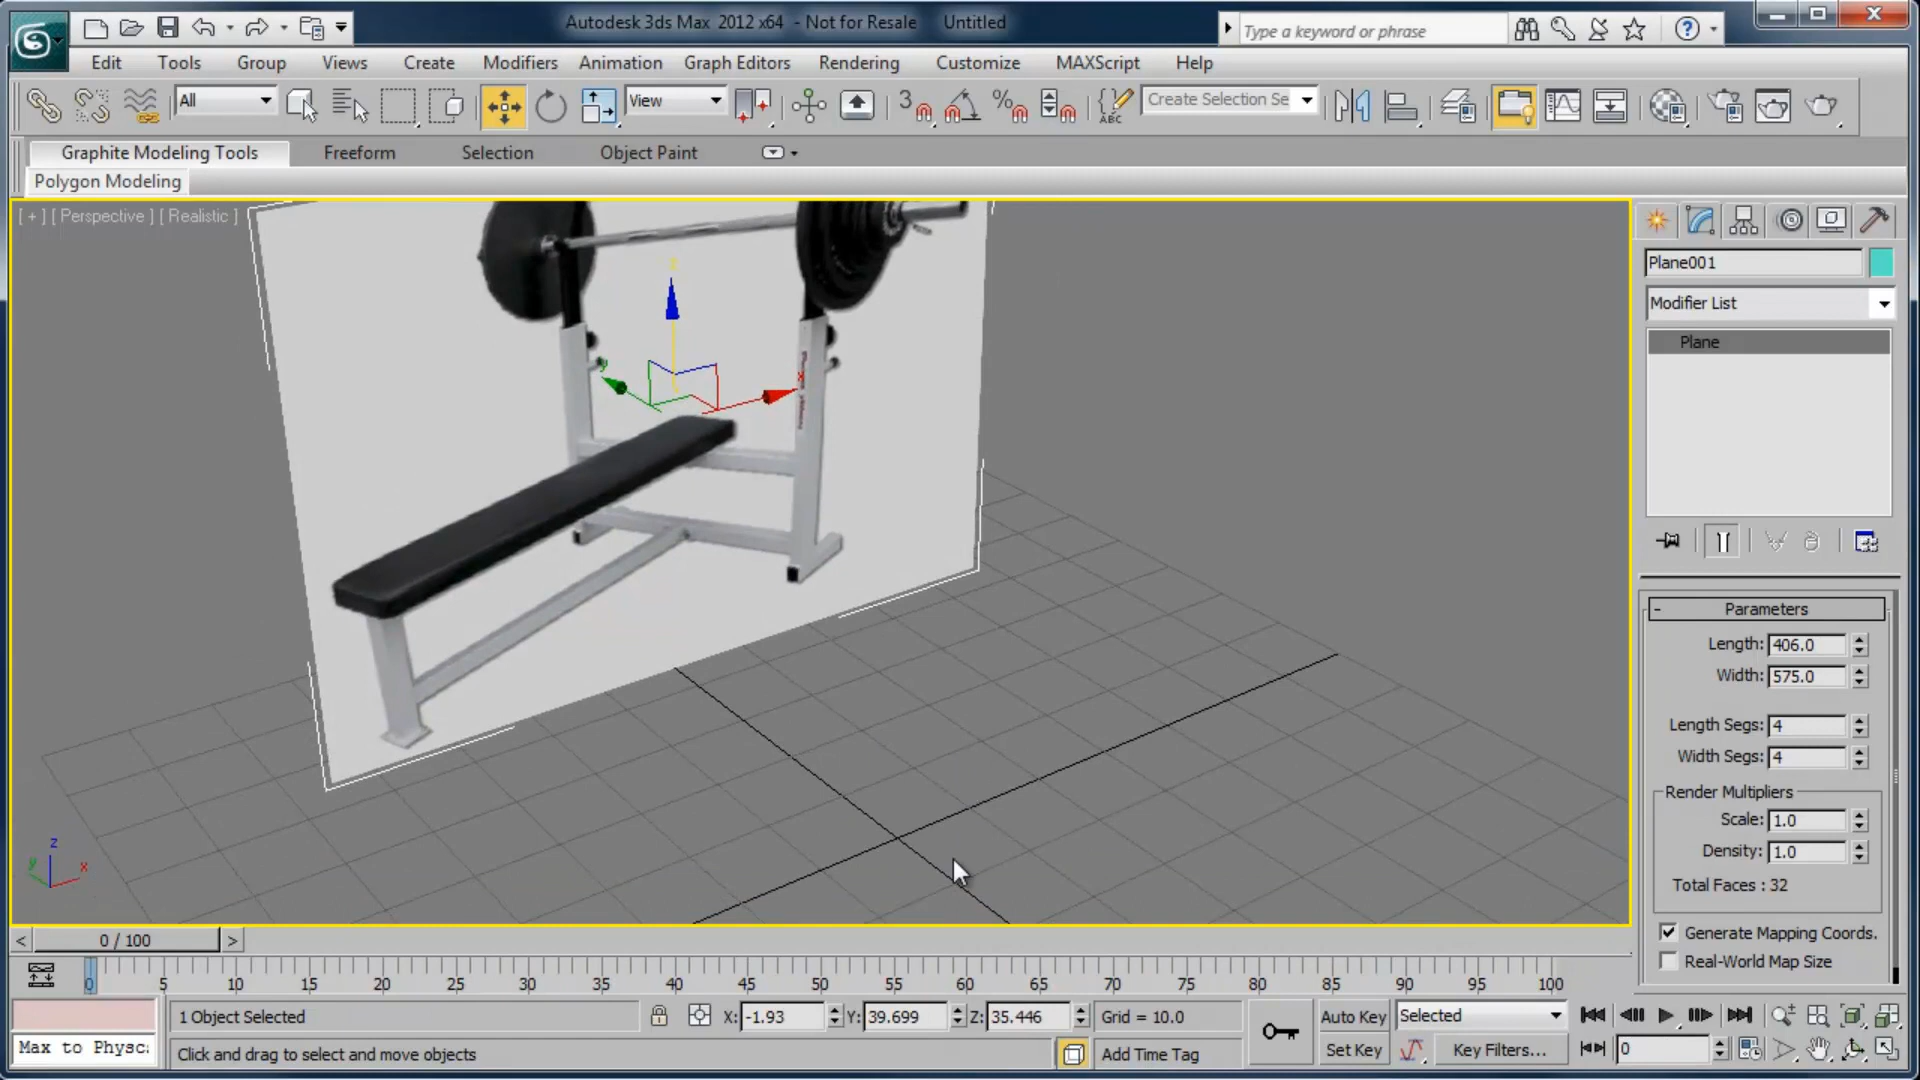 Autodesk 3ds Max 2012 x64 - Not for Resale Untitled
Type a keyword or phrase
Edit Tools Group Views Create Modifiers Animation Graph Editors Rendering Customize MAXScript Help
All
View
3
%
ABC
Create Selection Se
Graphite Modeling Tools Freeform Selection Object Paint
Polygon Modeling
[ + ] [ Perspective ] [ Realistic ]
Plane001
Modifier List
Plane
z
y
x
Parameters
Length: 406.0
Width: 575.0
Length Segs: 4
Width Segs: 4
Render Multipliers
Scale: 1.0
Density: 1.0
Total Faces : 32
Generate Mapping Coords.
Real-World Map Size
z
y
x
< 0 / 100 >
0 5 10 15 20 25 30 35 40 45 50 55 60 65 70 75 80 85 90 95 100
1 Object Selected X: -1.93 Y: 39.699 Z: 35.446 Grid = 10.0 Auto Key Selected
Max to Physc: Click and drag to select and move objects Add Time Tag Set Key Key Filters... 0